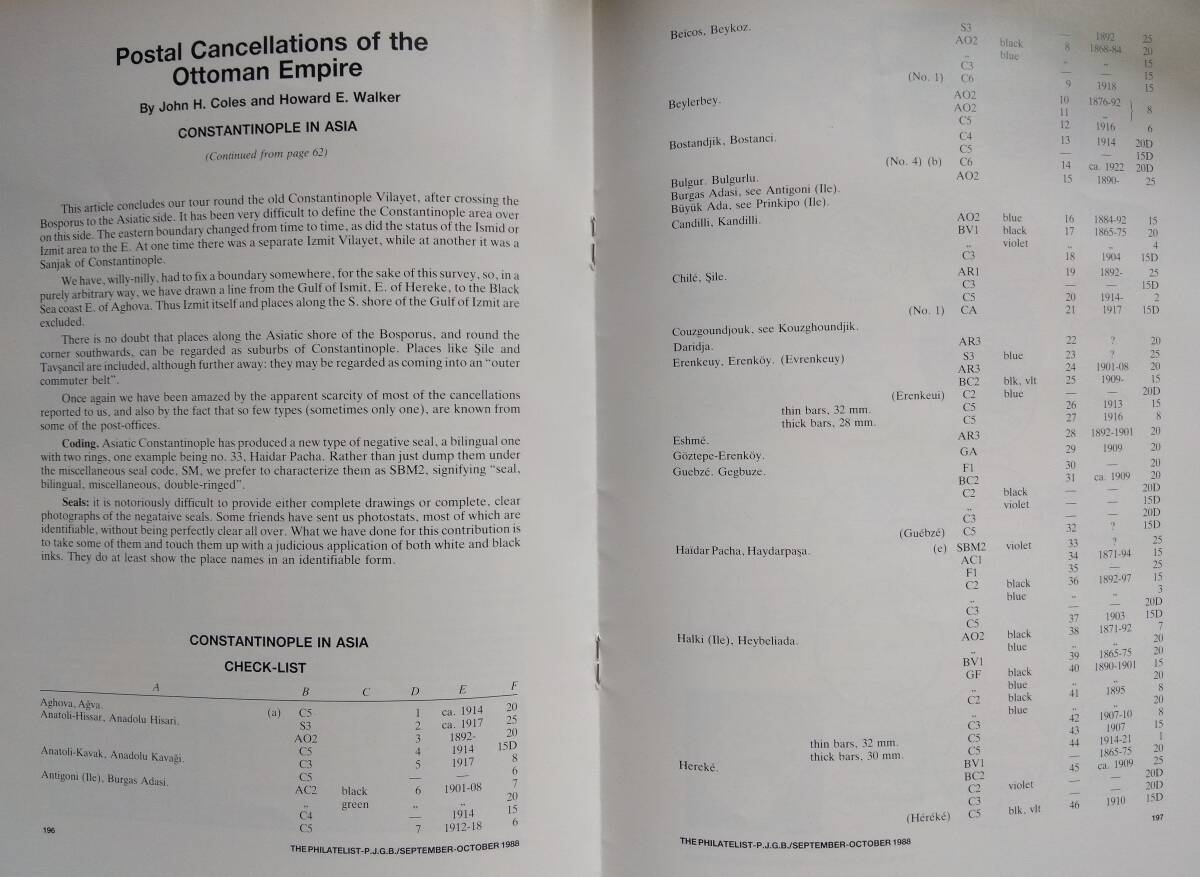 Postal Cancellations of the
Ottoman Empire
By John H. Coles and Howard E. Walker
CONSTANTINOPLE IN ASIA
(Continued from page 62)
This article concludes our tour round the old Constantinople Vilayet, after crossing the
Bosporus to the Asiatic side. It has been very difficult to define the Constantinople area over
on this side. The eastern boundary changed from time to time, as did the status of the Ismid or
Izmit area to the E. At one time there was a separate Izmit Vilayet, while at another it was a
Sanjak of Constantinople.
We have, willy-nilly, had to fix a boundary somewhere, for the sake of this survey, so, in a
purely arbitrary way, we have drawn a line from the Gulf of Ismit, E. of Hereke, to the Black
Sea coast E. of Aghova. Thus Izmit itself and places along the S. shore of the Gulf of Izmit are
excluded.
There is no doubt that places along the Asiatic shore of the Bosporus, and round the
corner southwards, can be regarded as suburbs of Constantinople. Places like Şile and
Tavşancil are included, although further away: they may be regarded as coming into an "outer
commuter belt".
Once again we have been amazed by the apparent scarcity of most of the cancellations
reported to us, and also by the fact that so few types (sometimes only one), are known from
some of the post-offices.
Coding. Asiatic Constantinople has produced a new type of negative seal, a bilingual one
with two rings, one example being no. 33, Haidar Pacha. Rather than just dump them under
the miscellaneous seal code, SM, we prefer to characterize them as SBM2, signifying "seal,
bilingual, miscellaneous, double-ringed".
Seals: it is notoriously difficult to provide either complete drawings or complete, clear
photographs of the negataive seals. Some friends have sent us photostats, most of which are
identifiable, without being perfectly clear all over. What we have done for this contribution is
to take some of them and touch them up with a judicious application of both white and black
inks. They do at least show the place names in an identifiable form.
CONSTANTINOPLE IN ASIA
CHECK-LIST
A B C D E F
Aghova, Ağva. (a) C5 1 ca. 1914 20
Anatoli-Hissar, Anadolu Hisari. S3 2 ca. 1917 25
AO2 3 1892- 20
Anatoli-Kavak, Anadolu Kavaği. C5 4 1914 15D
C3 5 1917 8
Antigoni (Ile), Burgas Adasi. C5 — — 6
AC2 black 6 1901-08 7
,, green ,, ,, 20
C4 — 1914 15
C5 7 1912-18 6
196
THE PHILATELIST-P.J.G.B./SEPTEMBER-OCTOBER 1988
Beicos, Beykoz. S3 — 1892 25
AO2 black 8 1868-84 20
,, blue ,, ,, 15
C3 — — 15
(No. 1) C6 9 1918 15
Beylerbey. AO2 10 1876-92 } 8
AO2 11 ,,
C5 12 1916 6
Bostandjik, Bostanci. C4 13 1914 20D
C5 — — 15D
(No. 4) (b) C6 14 ca. 1922 20D
Bulgur. Bulgurlu. AO2 15 1890- 25
Burgas Adasi, see Antigoni (Ile).
Büyük Ada, see Prinkipo (Ile).
Candilli, Kandilli. AO2 blue 16 1884-92 15
BV1 black 17 1865-75 20
,, violet ,, ,, 4
C3 18 1904 15D
Chilé, Şile. AR1 19 1892- 25
C3 — — 15D
C5 20 1914- 2
(No. 1) CA 21 1917 15D
Couzgoundjouk, see Kouzghoundjik.
Daridja. AR3 22 ? 20
Erenkeuy, Erenköy. (Evrenkeuy) S3 blue 23 ? 25
AR3 24 1901-08 20
BC2 blk, vlt 25 1909- 15
(Erenkeui) C2 blue — — 20D
thin bars, 32 mm. C5 26 1913 15
thick bars, 28 mm. C5 27 1916 8
Eshmé. AR3 28 1892-1901 20
Göztepe-Erenköy. GA 29 1909 20
Guebzé. Gegbuze. F1 30 — 20
BC2 31 ca. 1909 20
C2 black — — 20D
,, violet — — 15D
C3 — — 20D
(Guébzé) C5 32 ? 15D
Haïdar Pacha, Haydarpaşa. (e) SBM2 violet 33 ? 25
AC1 34 1871-94 15
F1 35 — 25
C2 black 36 1892-97 15
,, blue ,, ,, 3
C3 — — 20D
C5 37 1903 15D
Halki (Ile), Heybeliada. AO2 black 38 1871-92 7
,, blue ,, ,, 20
BV1 39 1865-75 20
GF black 40 1890-1901 15
,, blue ,, ,, 20
C2 black 41 1895 8
,, blue ,, ,, 20
C3 42 1907-10 8
thin bars, 32 mm. C5 43 1907 15
thick bars, 30 mm. C5 44 1914-21 1
Hereké. BV1 — 1865-75 20
BC2 45 ca. 1909 25
C2 violet — — 20D
C3 — — 20D
(Héréké) C5 blk, vlt 46 1910 15D
197
THE PHILATELIST-P.J.G.B./SEPTEMBER-OCTOBER 1988